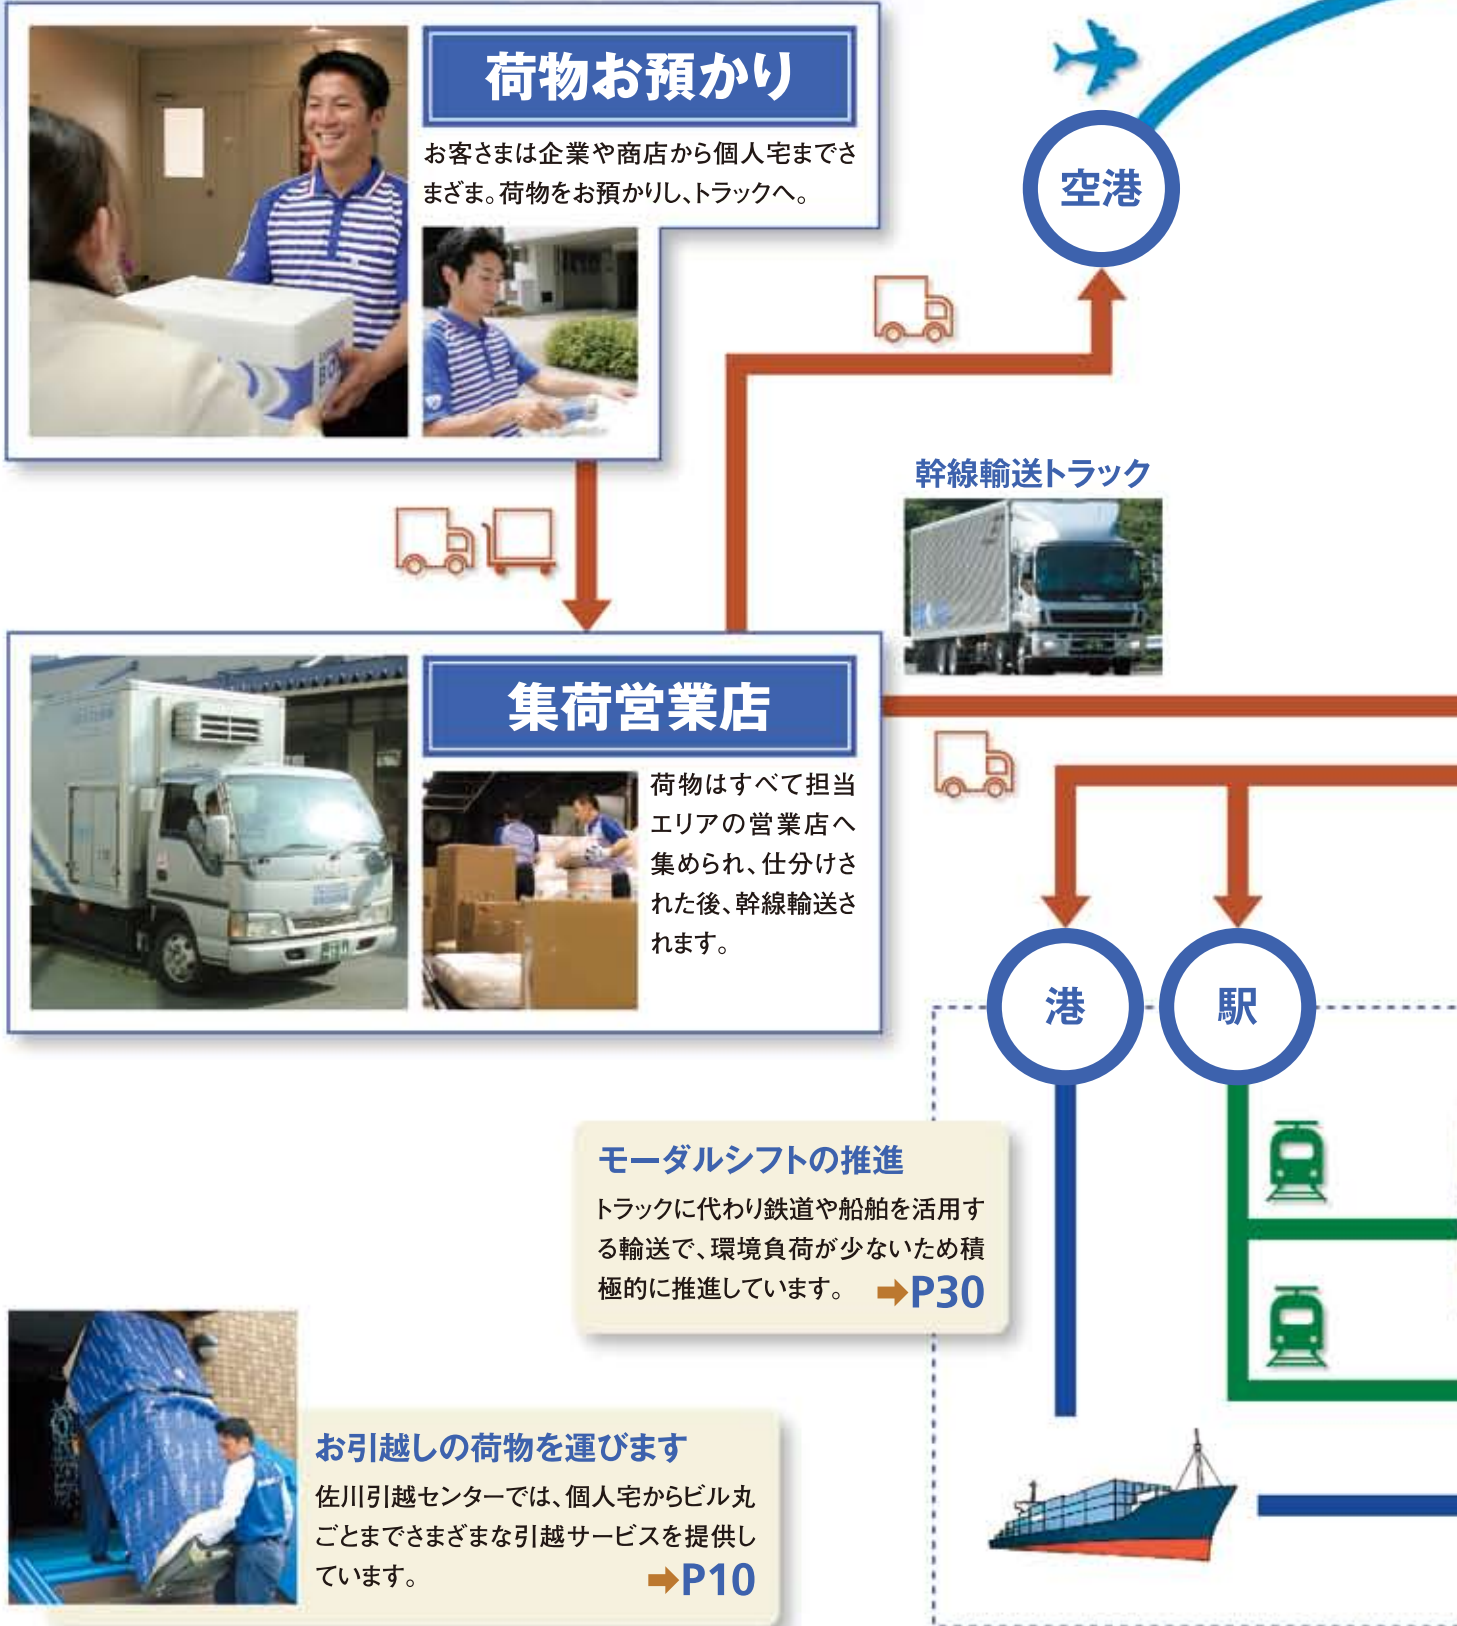 荷物お預かり
お客さまは企業や商店から個人宅までさ
まざま。荷物をお預かりし、トラックへ。
空港
幹線輸送トラック
集荷営業店
荷物はすべて担当
エリアの営業店へ
集められ、仕分けさ
れた後、幹線輸送さ
れます。
港
駅
モーダルシフトの推進
トラックに代わり鉄道や船舶を活用す
る輸送で、環境負荷が少ないため積
極的に推進しています。 ➡P30
お引越しの荷物を運びます
佐川引越センターでは、個人宅からビル丸
ごとまでさまざまな引越サービスを提供し
ています。 ➡P10